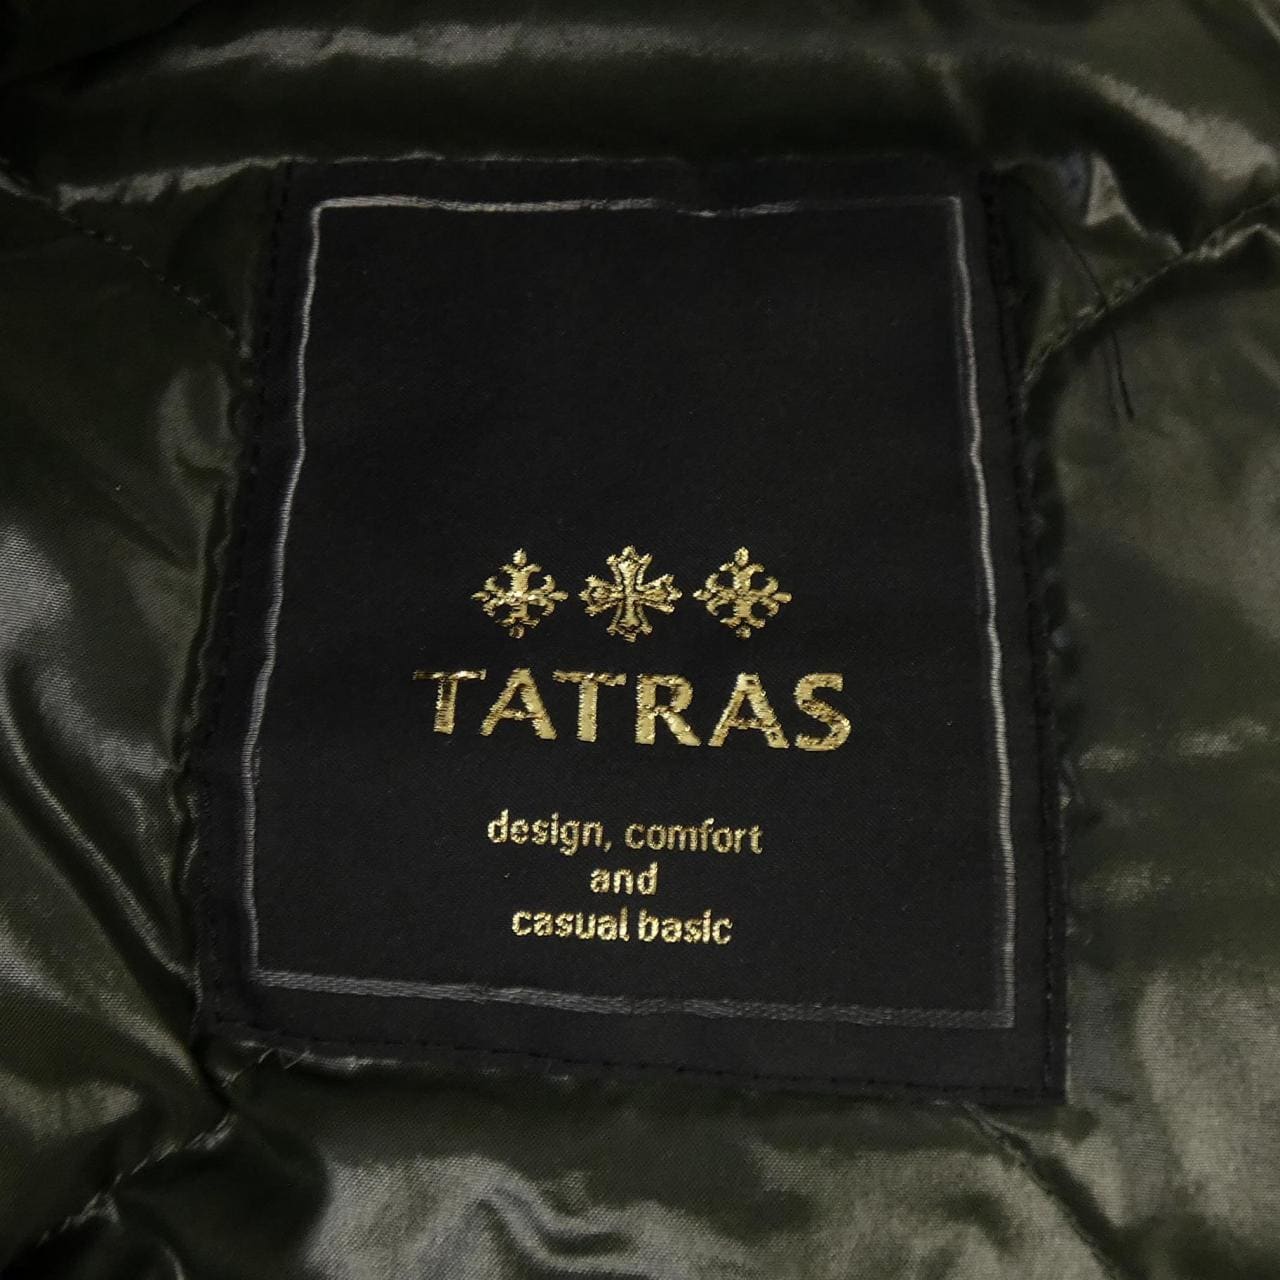 TATRAS
design, comfort
and
casual basic